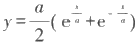 y = a/2 ( e^{x/a} + e^{-x/a} )